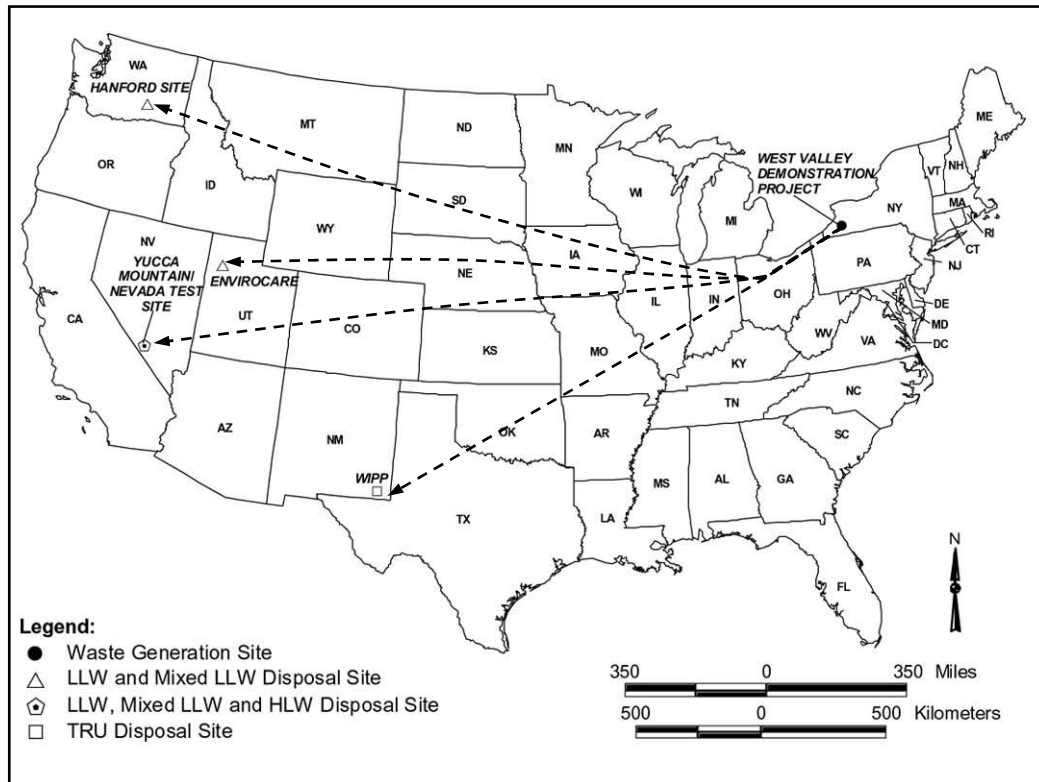 WA
HANFORD SITE
MT
ND
MN
ME
OR
ID
SD
WI
WEST VALLEY
DEMONSTRATION
PROJECT
VT
NH
WY
MI
NY
MA
RI
CT
NV
YUCCA
MOUNTAIN/
NEVADA TEST
SITE
ENVIROCARE
NE
IA
PA
NJ
CA
UT
CO
IL
IN
OH
DE
MD
DC
KS
MO
WV
VA
KY
AZ
NM
OK
AR
TN
NC
SC
WIPP
MS
AL
GA
TX
LA
FL
N
Legend:
Waste Generation Site
LLW and Mixed LLW Disposal Site
LLW, Mixed LLW and HLW Disposal Site
TRU Disposal Site
350 0 350 Miles
500 0 500 Kilometers